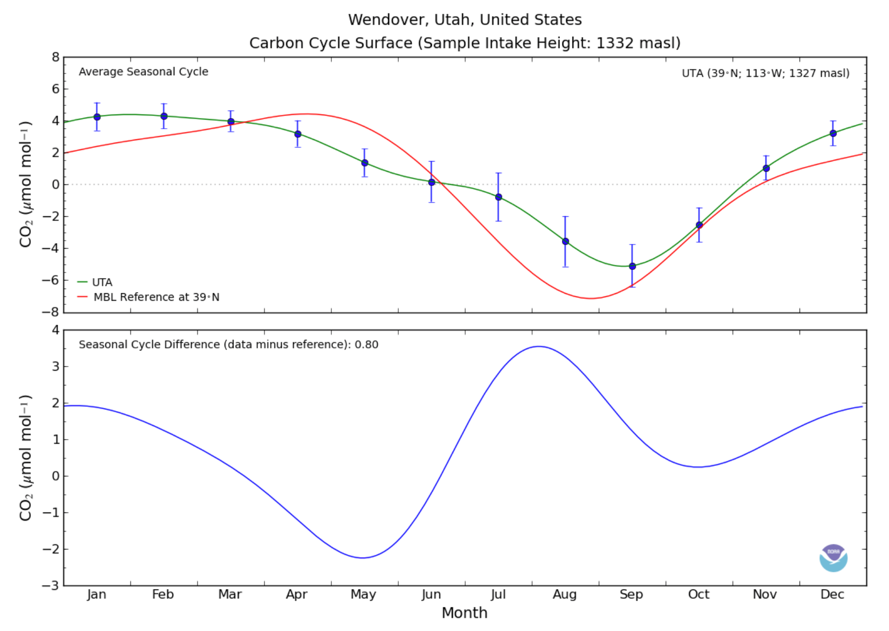 Wendover, Utah, United States
Carbon Cycle Surface (Sample Intake Height: 1332 masl)
Average Seasonal Cycle
UTA (39◦N; 113◦W; 1327 masl)
8
6
4
2
0
−2
−4
−6
−8
CO₂ (μmol mol⁻¹)
UTA
MBL Reference at 39◦N
Seasonal Cycle Difference (data minus reference): 0.80
4
3
2
1
0
−1
−2
−3
CO₂ (μmol mol⁻¹)
NOAA
Jan Feb Mar Apr May Jun Jul Aug Sep Oct Nov Dec
Month